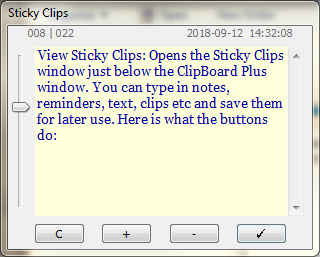 Sticky Clips
008 | 022 2018-09-12 14:32:08
View Sticky Clips: Opens the Sticky Clips
window just below the ClipBoard Plus
window. You can type in notes,
reminders, text, clips etc and save them
for later use. Here is what the buttons
do:
C + - ✓